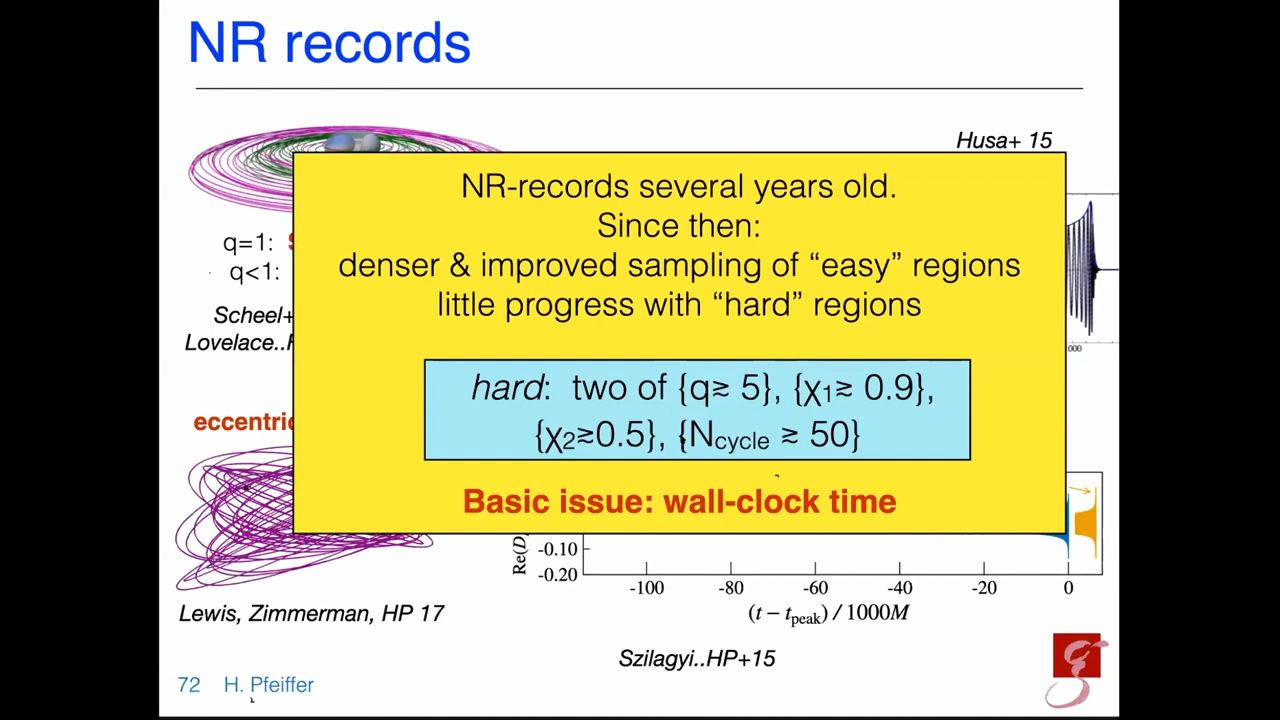 NR records
Husa+ 15
NR-records several years old.
Since then:
denser & improved sampling of “easy” regions
little progress with “hard” regions
hard: two of {q≳ 5}, {χ₁≳ 0.9},
{χ₂≳0.5}, {Ncycle ≳ 50}
Basic issue: wall-clock time
q=1:
q<1:
Scheel+
Lovelace..
000
-0.10
-0.20
-100 -80 -60 -40 -20 0
(t − tpeak) / 1000M
Lewis, Zimmerman, HP 17
Szilagyi..HP+15
72 H. Pfeiffer